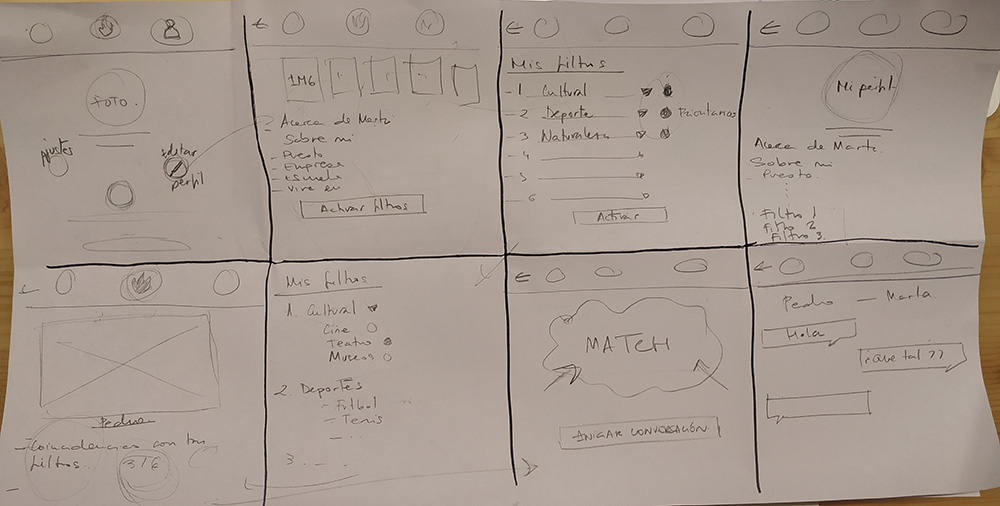 FOTO
Ajustes
Editar
perfil
IMG
Acerca de Marta
Sobre mi
- Puesto
- Empresa
- Escuela
- Vive en
Activar filtros
Mis filtros
- 1 Cultural
- 2 Deporte
Priorizamos
- 3 Naturaleza
- 4
- 5
- 6
Activar
Mi perfil
Acerca de Marta
Sobre mi
- Puesto
Filtro 1
Filtro 2
Filtro 3
Pedro
- Coincidencias con tus
filtros
3/6
Mis filtros
1. Cultural
Cine
Teatro
Museos
2. Deportes
- Fútbol
- Tenis
- ...
3. ...
MATCH
INICIAR CONVERSACIÓN
Pedro — Marta
Hola
¿Que tal??